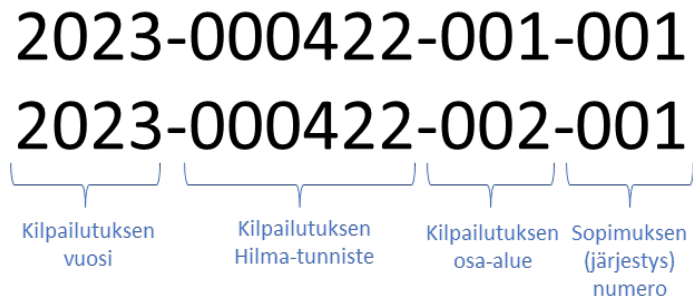 2023-000422-001-001
2023-000422-002-001
Kilpailutuksen
vuosi
Kilpailutuksen
Hilma-tunniste
Kilpailutuksen
osa-alue
Sopimuksen
(järjestys)
numero